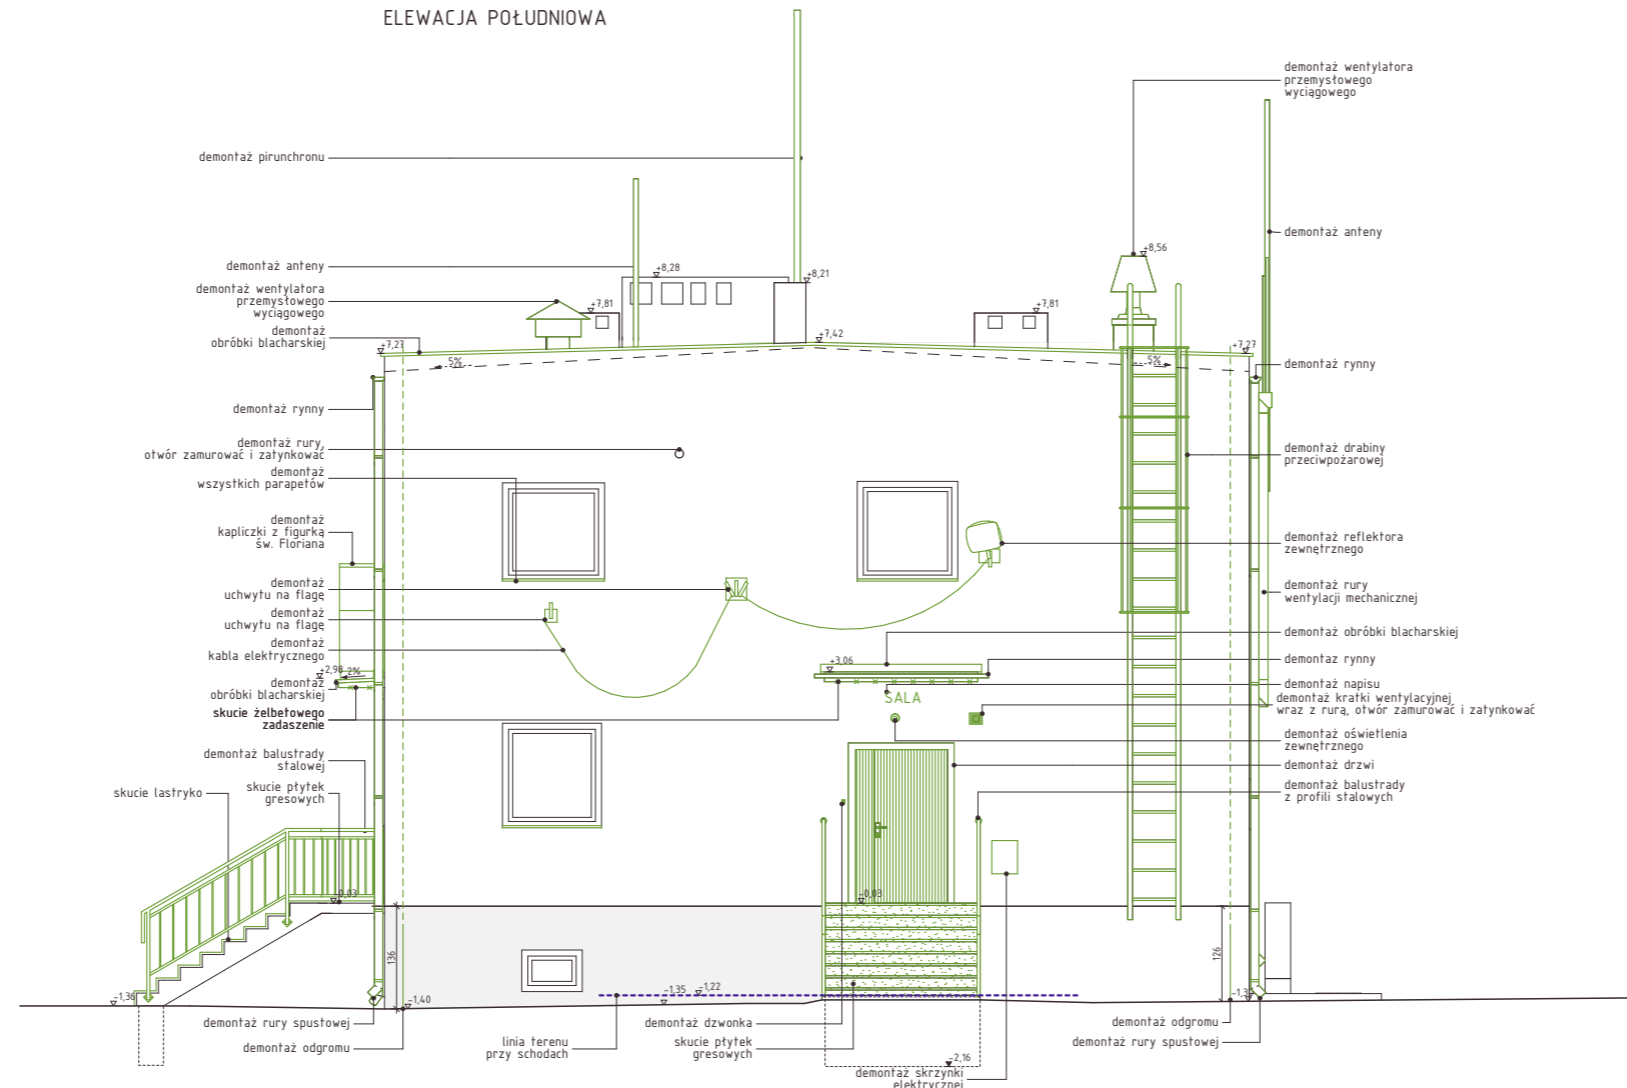 ELEWACJA POŁUDNIOWA
demontaż wentylatora
przemysłowego
wyciągowego
demontaż pirunchronu
demontaż anteny
demontaż anteny
demontaż wentylatora
przemysłowego
wyciągowego
demontaż
obróbki blacharskiej
+8,56
+8,28
+8,21
+7,81
+7,81
+7,42
+7,27
+7,27
5%
5%
demontaż rynny
demontaż rynny
demontaż rury,
otwór zamurować i zatynkować
demontaż
wszystkich parapetów
demontaż drabiny
przeciwpożarowej
demontaż
kapliczki z figurką
św. Floriana
demontaż reflektora
zewnętrznego
demontaż
uchwytu na flagę
demontaż rury
wentylacji mechanicznej
demontaż
uchwytu na flagę
demontaż
kabla elektrycznego
demontaż obróbki blacharskiej
+3,06
demontaz rynny
+2,98
2%
demontaż
obróbki blacharskiej
demontaż napisu
SALA
demontaż kratki wentylacyjnej
wraz z rurą, otwór zamurować i zatynkować
skucie żelbetowego
zadaszenie
demontaż oświetlenia
zewnętrznego
demontaż balustrady
stalowej
demontaż drzwi
skucie lastryko
skucie płytek
gresowych
demontaż balustrady
z profili stalowych
-0,03
-0,03
136
126
-1,36
-1,40
-1,35
-1,22
demontaż rury spustowej
demontaż odgromu
linia terenu
przy schodach
demontaż dzwonka
skucie płytek
gresowych
-2,16
demontaż skrzynki
elektrycznej
demontaż odgromu
demontaż rury spustowej